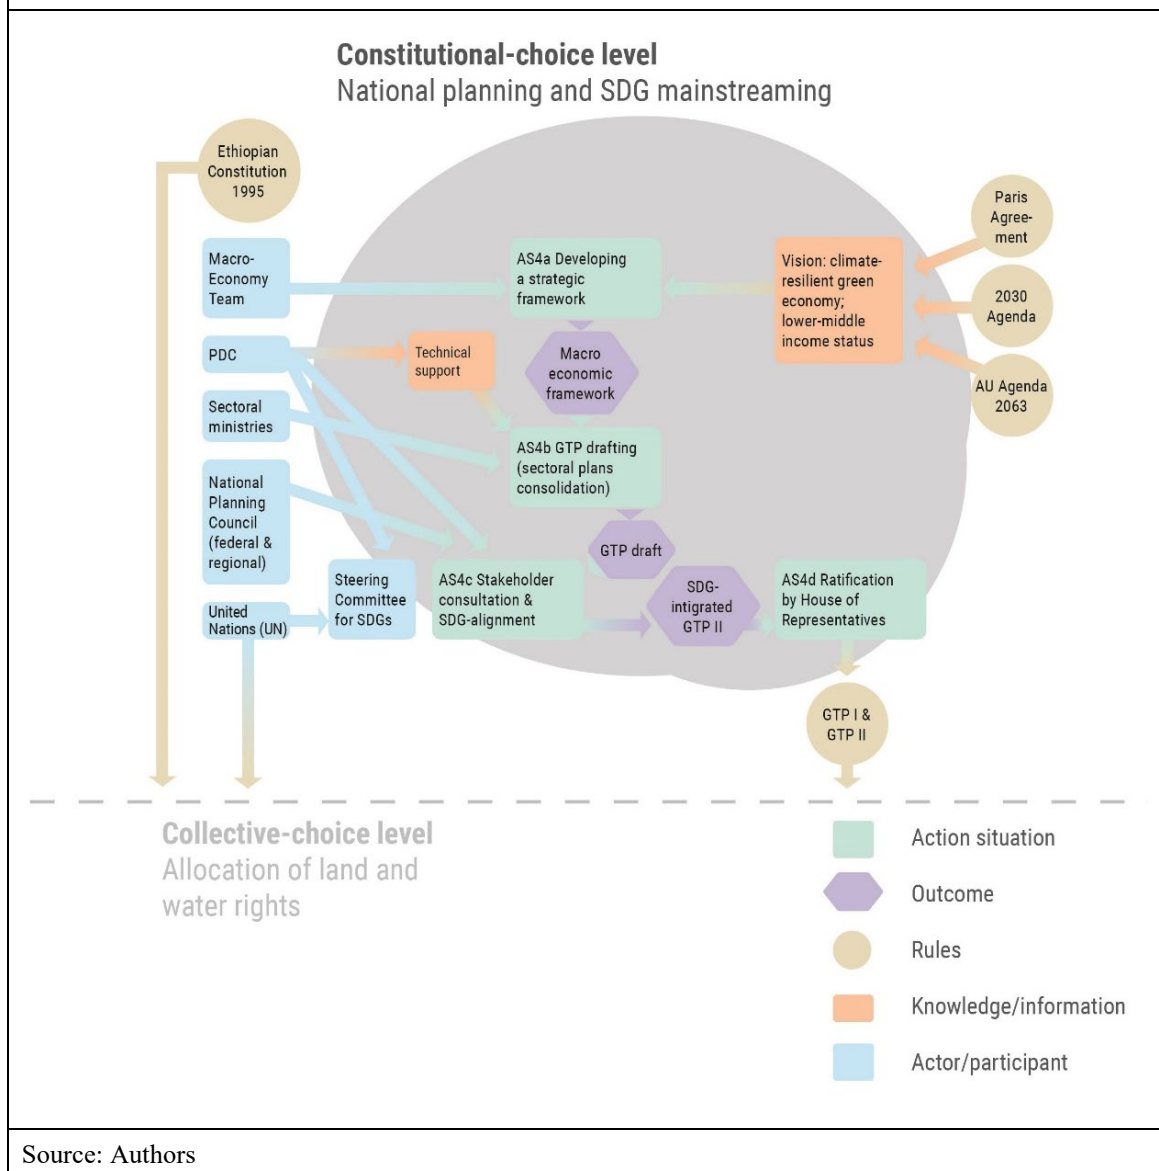 Constitutional-choice level
National planning and SDG mainstreaming
Ethiopian
Constitution
1995
Macro-
Economy
Team
AS4a Developing
a strategic
framework
Vision: climate-
resilient green
economy;
lower-middle
income status
Paris
Agree-
ment
2030
Agenda
AU Agenda
2063
PDC
Technical
support
Macro
economic
framework
Sectoral
ministries
AS4b GTP drafting
(sectoral plans
consolidation)
National
Planning
Council
(federal &
regional)
GTP draft
United
Nations (UN)
Steering
Committee
for SDGs
AS4c Stakeholder
consultation &
SDG-alignment
SDG-
intigrated
GTP II
AS4d Ratification
by House of
Representatives
GTP I &
GTP II
Collective-choice level
Allocation of land and
water rights
Action situation
Outcome
Rules
Knowledge/information
Actor/participant
Source: Authors